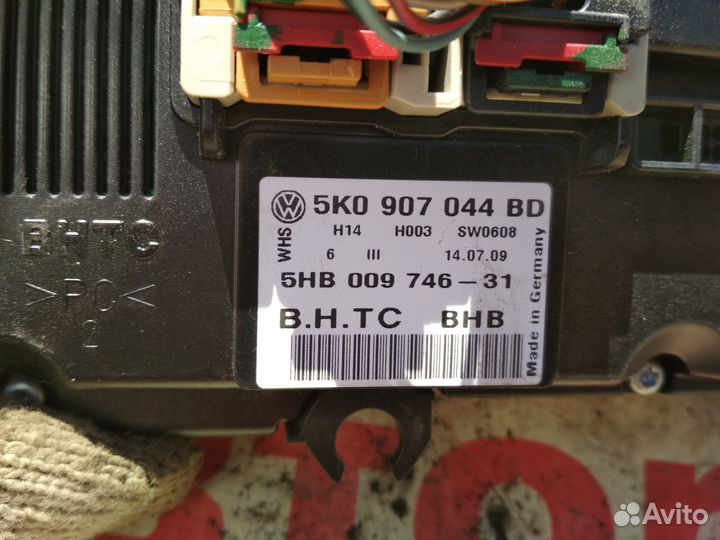 5K0 907 044 BD
H14 H003 SW0608
WHS
6 III 14.07.09
5HB 009 746-31
B.H.TC BHB
Made in Germany
BHTC
>PC<
2
stor
Avito